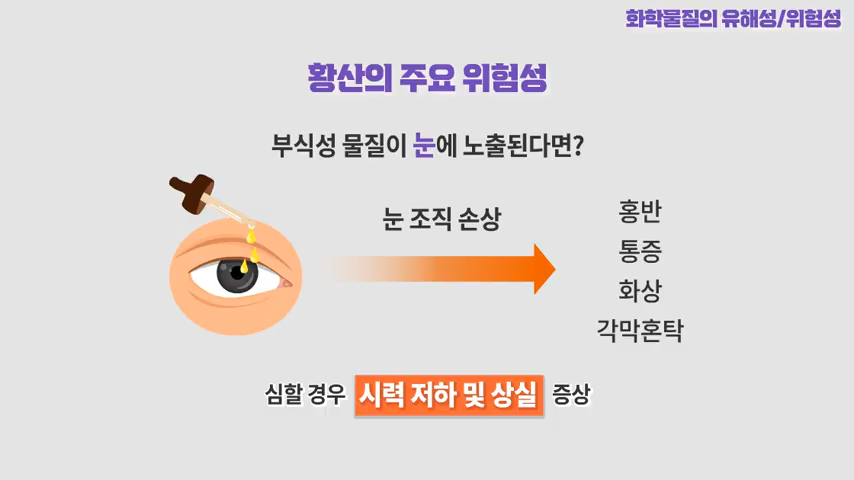 화학물질의 유해성/위험성
황산의 주요 위험성
부식성 물질이 눈에 노출된다면?
눈 조직 손상
홍반
통증
화상
각막혼탁
심할 경우 시력 저하 및 상실 증상